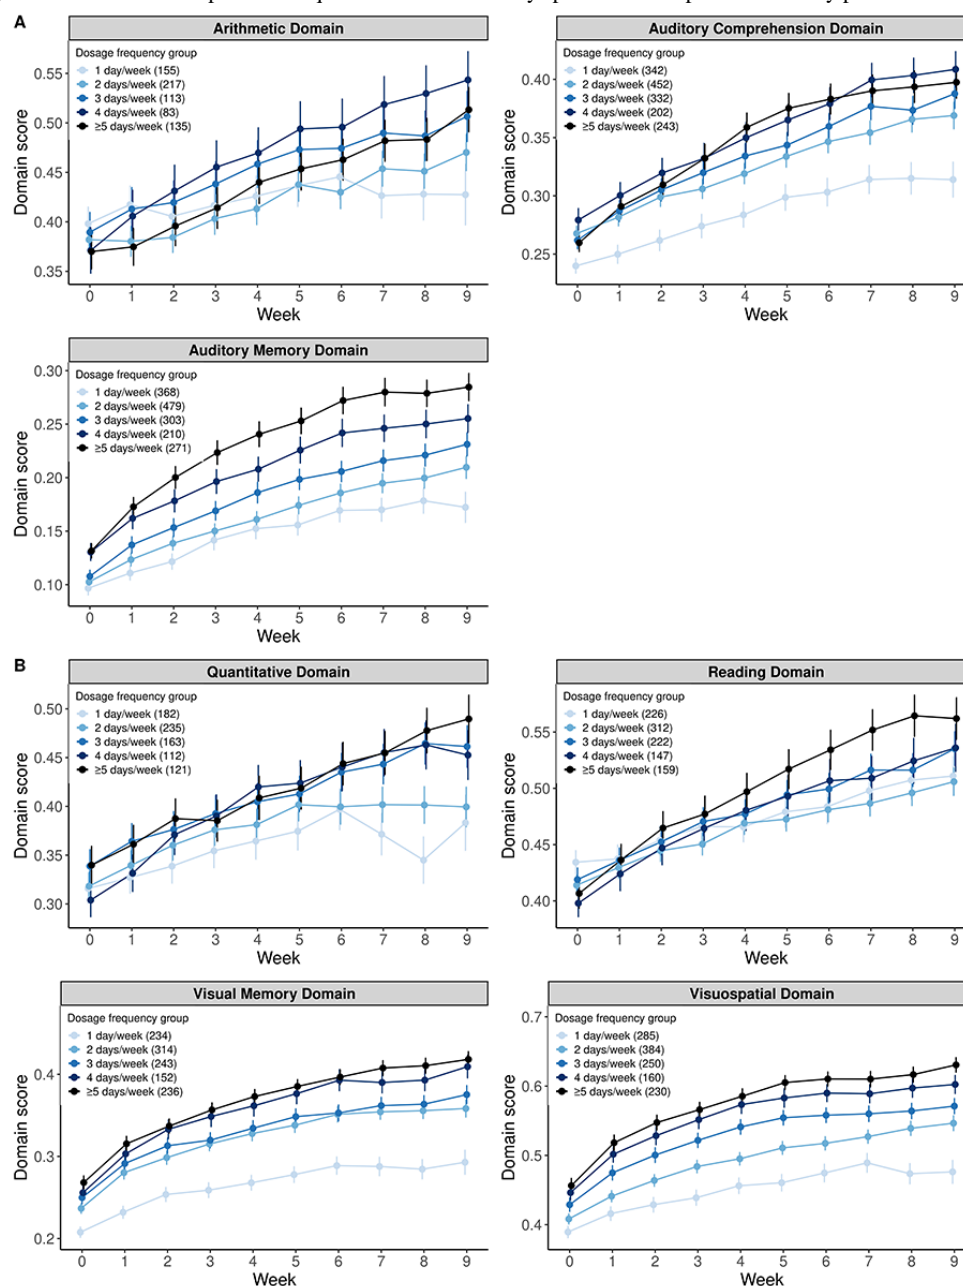 A
Arithmetic Domain
Dosage frequency group
1 day/week (155)
2 days/week (217)
3 days/week (113)
4 days/week (83)
≥5 days/week (135)
Domain score
0.55
0.50
0.45
0.40
0.35
0 1 2 3 4 5 6 7 8 9
Week
Auditory Comprehension Domain
Dosage frequency group
1 day/week (342)
2 days/week (452)
3 days/week (332)
4 days/week (202)
≥5 days/week (243)
Domain score
0.40
0.35
0.30
0.25
0 1 2 3 4 5 6 7 8 9
Week
Auditory Memory Domain
Dosage frequency group
1 day/week (368)
2 days/week (479)
3 days/week (303)
4 days/week (210)
≥5 days/week (271)
Domain score
0.30
0.25
0.20
0.15
0.10
0 1 2 3 4 5 6 7 8 9
Week
B
Quantitative Domain
Dosage frequency group
1 day/week (182)
2 days/week (235)
3 days/week (163)
4 days/week (112)
≥5 days/week (121)
Domain score
0.50
0.45
0.40
0.35
0.30
0 1 2 3 4 5 6 7 8 9
Week
Reading Domain
Dosage frequency group
1 day/week (226)
2 days/week (312)
3 days/week (222)
4 days/week (147)
≥5 days/week (159)
Domain score
0.55
0.50
0.45
0.40
0 1 2 3 4 5 6 7 8 9
Week
Visual Memory Domain
Dosage frequency group
1 day/week (234)
2 days/week (314)
3 days/week (243)
4 days/week (152)
≥5 days/week (236)
Domain score
0.4
0.3
0.2
0 1 2 3 4 5 6 7 8 9
Week
Visuospatial Domain
Dosage frequency group
1 day/week (285)
2 days/week (384)
3 days/week (250)
4 days/week (160)
≥5 days/week (230)
Domain score
0.7
0.6
0.5
0.4
0 1 2 3 4 5 6 7 8 9
Week